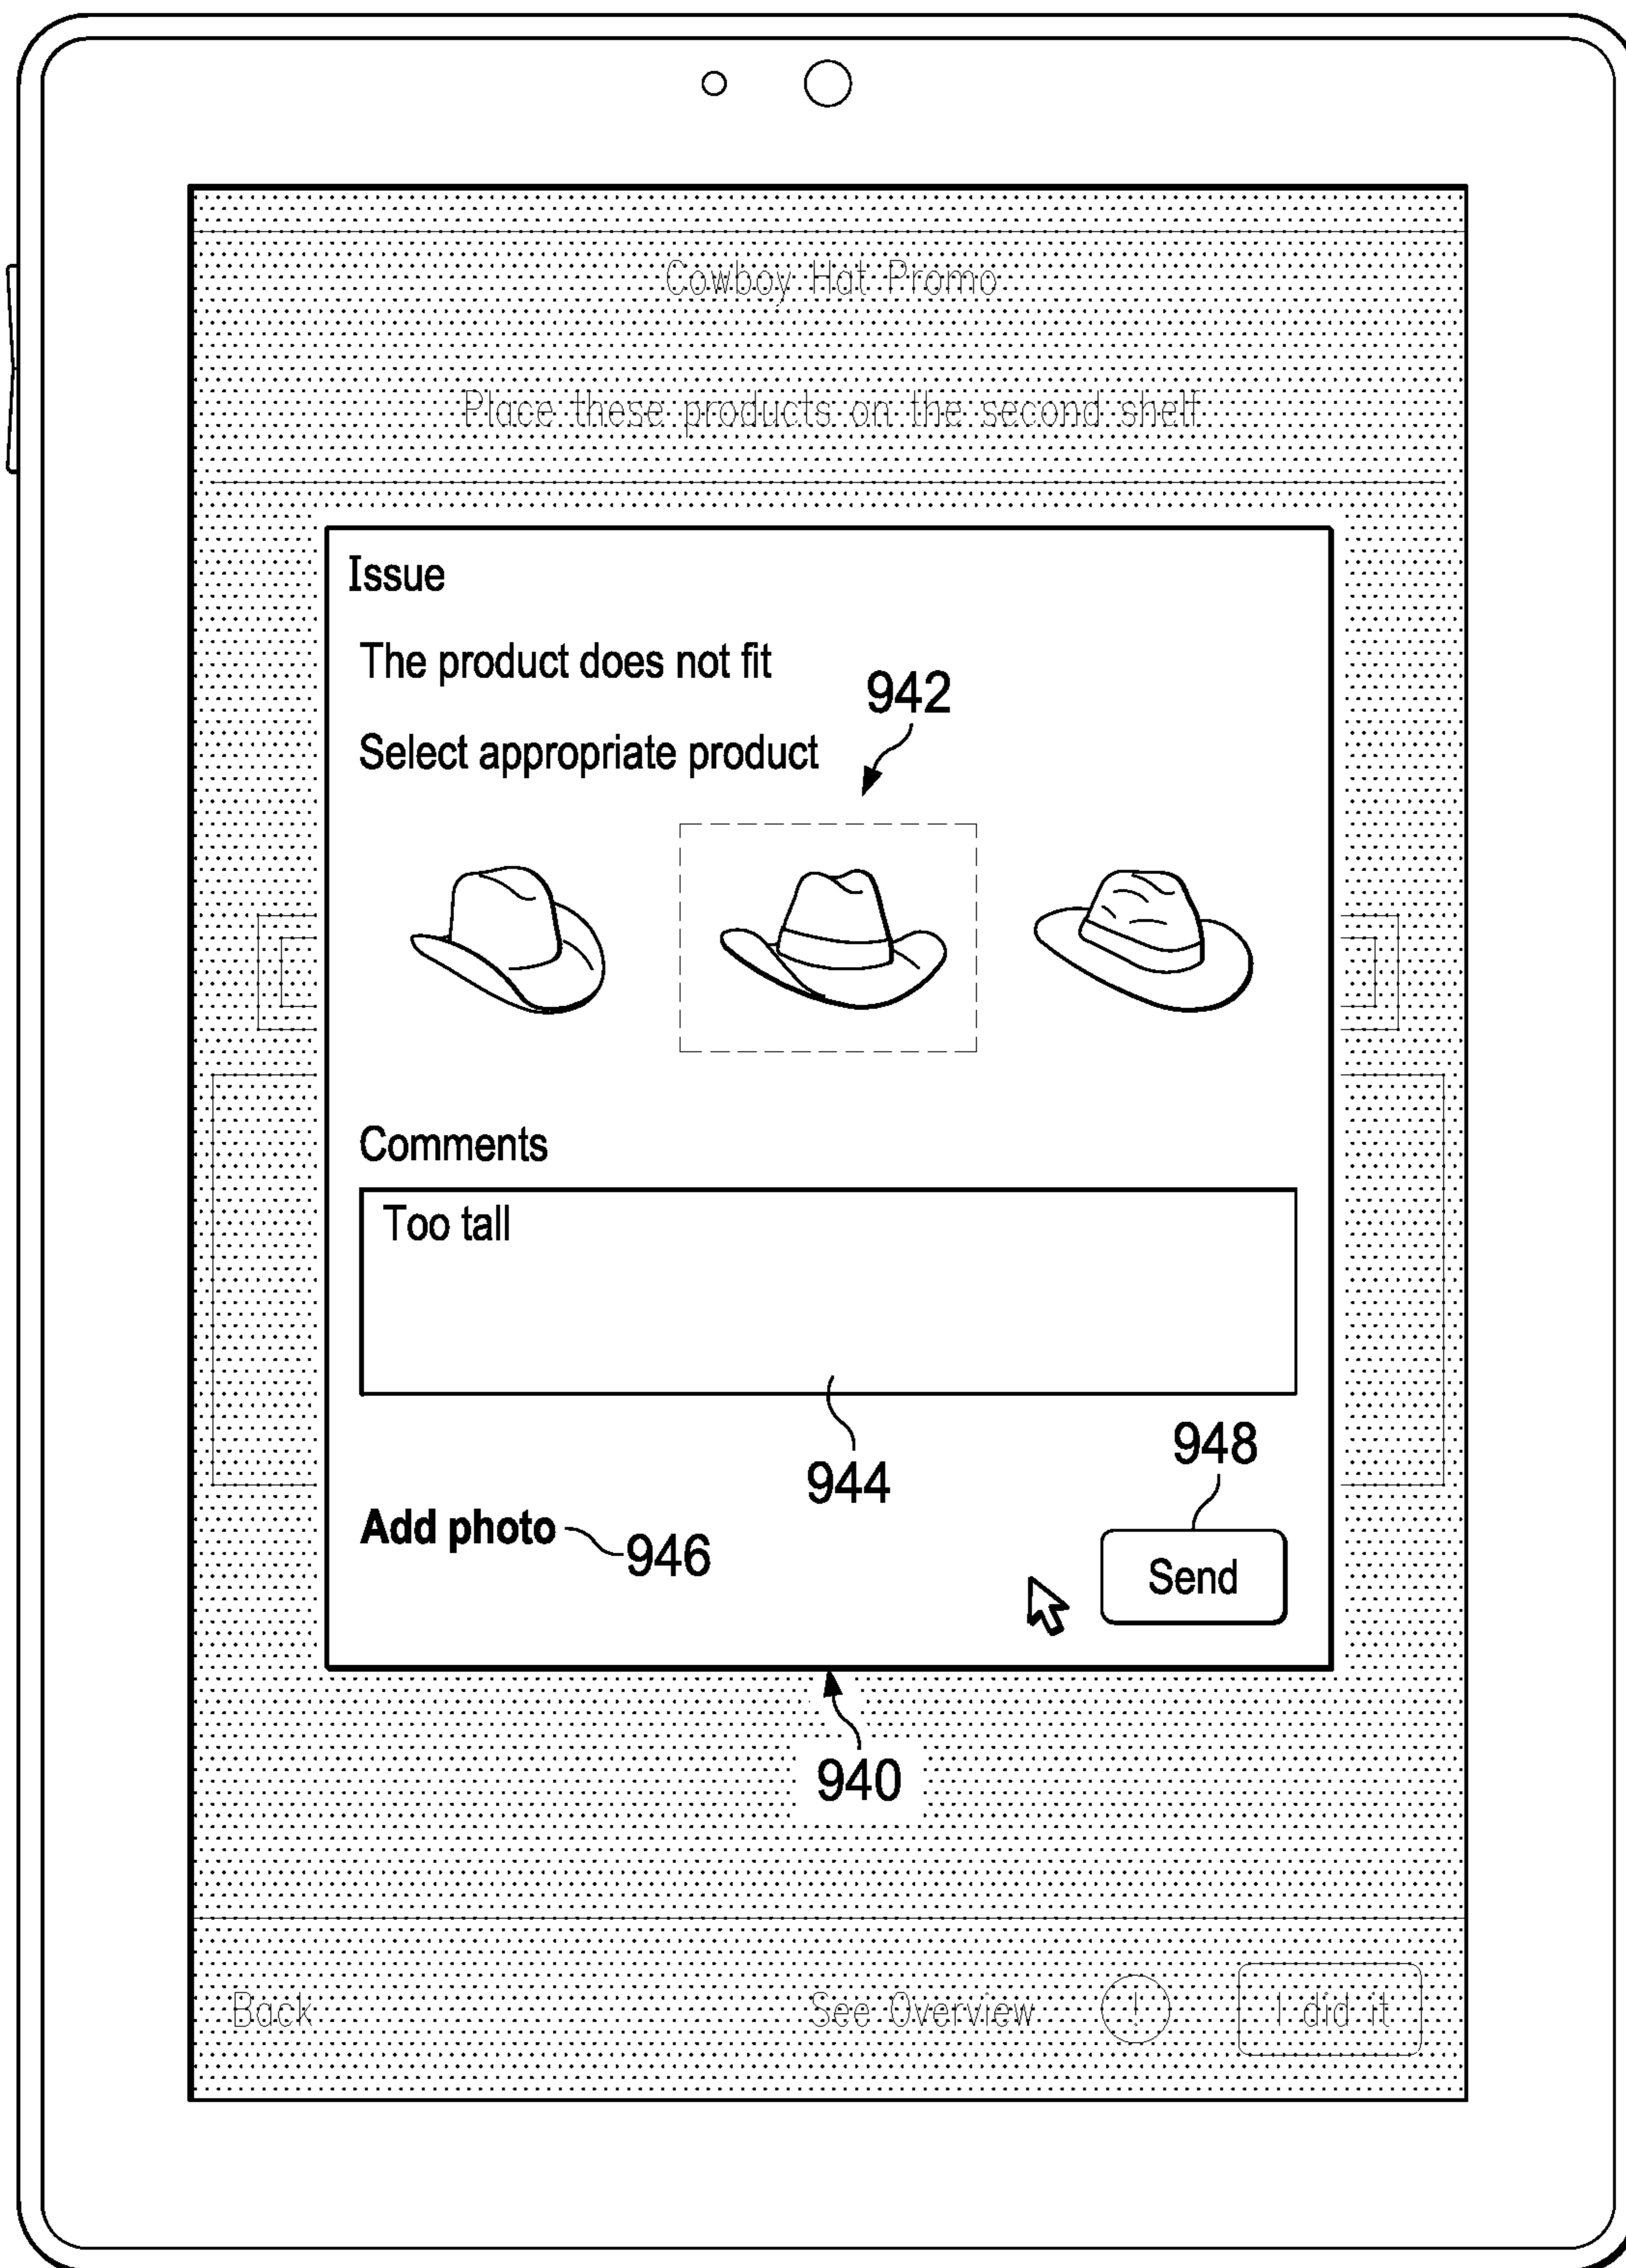 Cowboy Hat Promo
Place these products on the second shelf
Issue
The product does not fit
942
Select appropriate product
Comments
Too tall
944
948
Add photo
946
Send
940
Back
See Overview
!
I did it